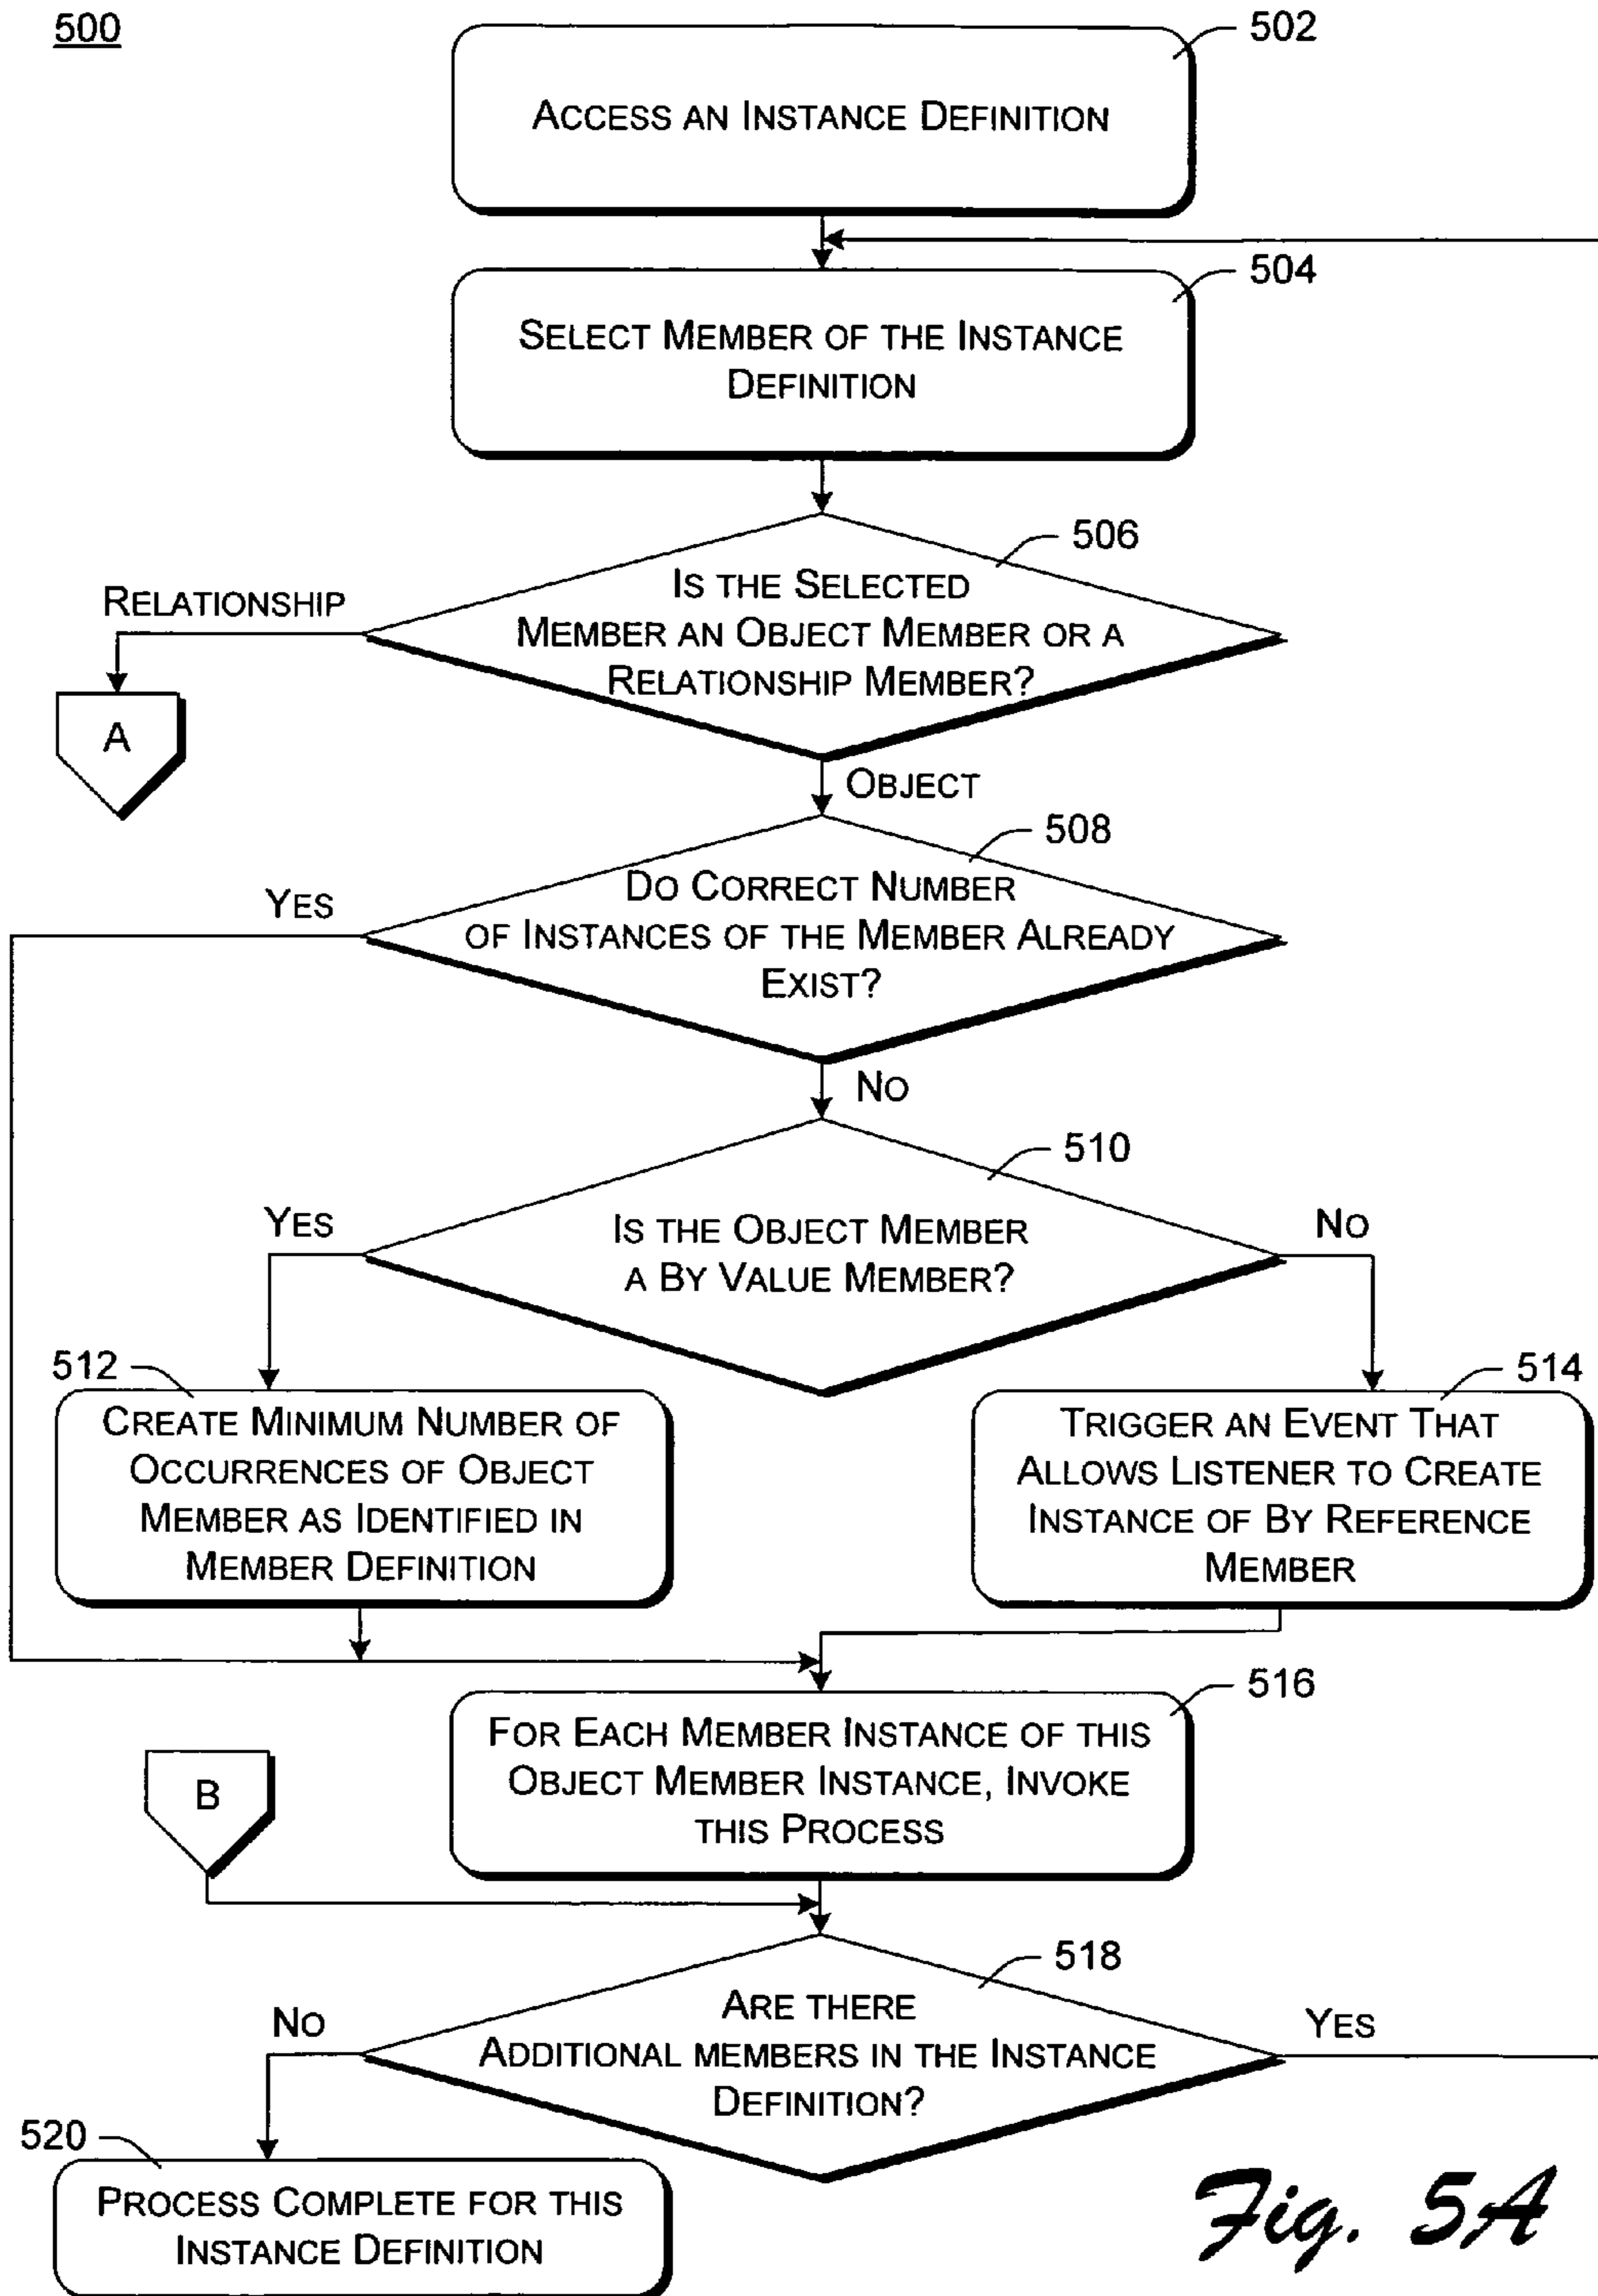 500
502
ACCESS AN INSTANCE DEFINITION
504
SELECT MEMBER OF THE INSTANCE
DEFINITION
506
IS THE SELECTED
MEMBER AN OBJECT MEMBER OR A
RELATIONSHIP MEMBER?
RELATIONSHIP
A
OBJECT
508
DO CORRECT NUMBER
OF INSTANCES OF THE MEMBER ALREADY
EXIST?
YES
NO
510
IS THE OBJECT MEMBER
A BY VALUE MEMBER?
YES
NO
512
CREATE MINIMUM NUMBER OF
OCCURRENCES OF OBJECT
MEMBER AS IDENTIFIED IN
MEMBER DEFINITION
514
TRIGGER AN EVENT THAT
ALLOWS LISTENER TO CREATE
INSTANCE OF BY REFERENCE
MEMBER
516
FOR EACH MEMBER INSTANCE OF THIS
OBJECT MEMBER INSTANCE, INVOKE
THIS PROCESS
B
518
ARE THERE
ADDITIONAL MEMBERS IN THE INSTANCE
DEFINITION?
NO
YES
520
PROCESS COMPLETE FOR THIS
INSTANCE DEFINITION
Fig. 5A